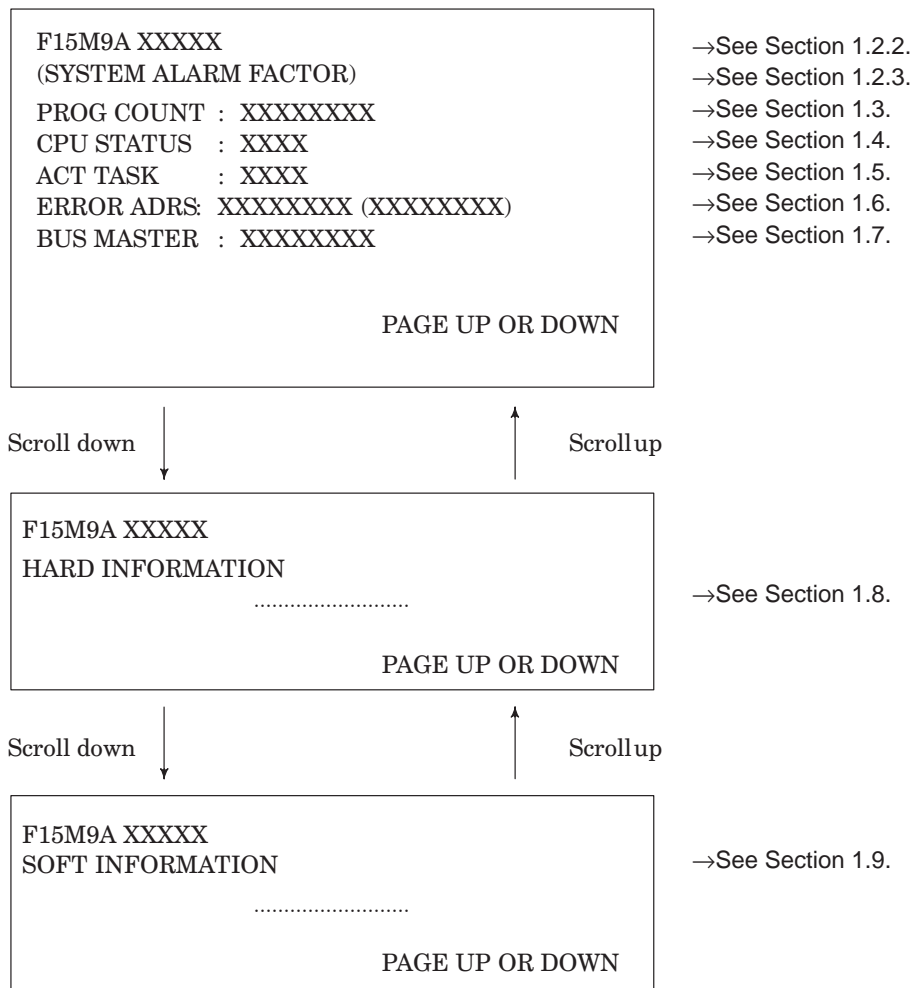 F15M9A XXXXX →See Section 1.2.2.
(SYSTEM ALARM FACTOR) →See Section 1.2.3.
PROG COUNT : XXXXXXXX →See Section 1.3.
CPU STATUS : XXXX →See Section 1.4.
ACT TASK : XXXX →See Section 1.5.
ERROR ADRS: XXXXXXXX (XXXXXXXX) →See Section 1.6.
BUS MASTER : XXXXXXXX →See Section 1.7.
PAGE UP OR DOWN
Scroll down Scroll up
F15M9A XXXXX
HARD INFORMATION
.......................... →See Section 1.8.
PAGE UP OR DOWN
Scroll down Scroll up
F15M9A XXXXX
SOFT INFORMATION →See Section 1.9.
..........................
PAGE UP OR DOWN